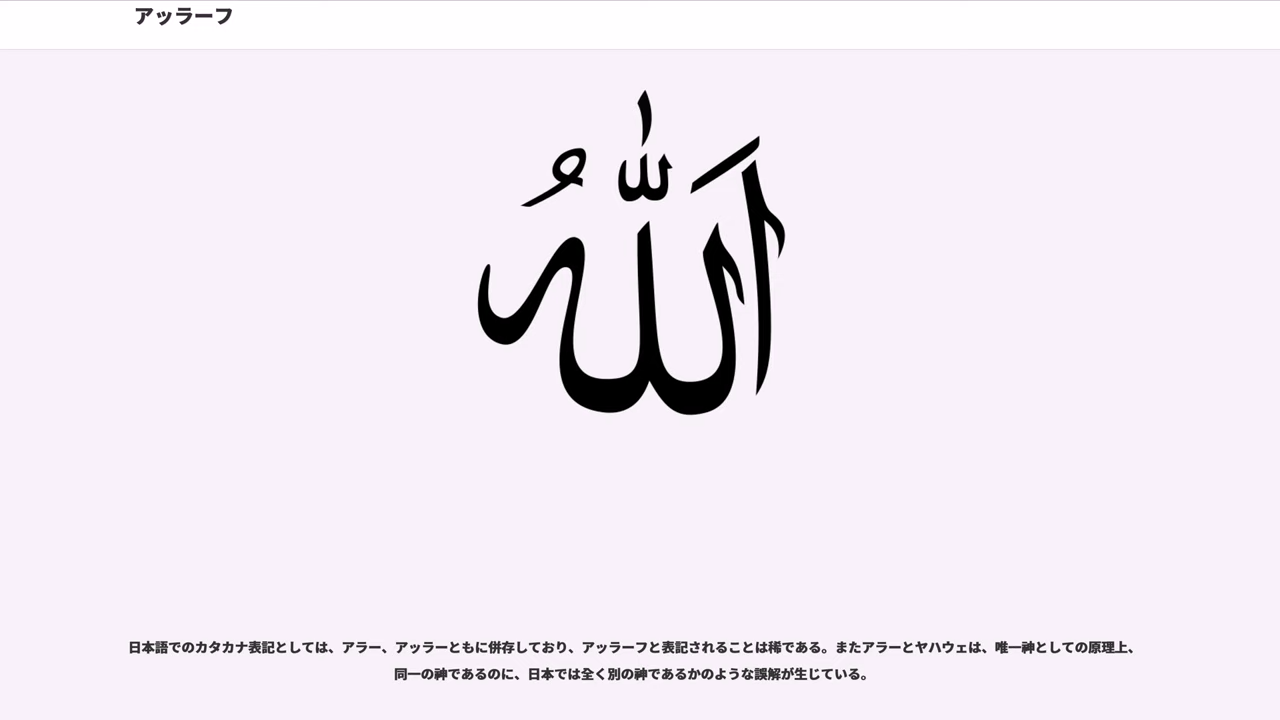 アッラーフ
اَللّٰهُ
日本語でのカタカナ表記としては、アラー、アッラーともに併存しており、アッラーフと表記されることは稀である。またアラーとヤハウェは、唯一神としての原理上、
同一の神であるのに、日本では全く別の神であるかのような誤解が生じている。